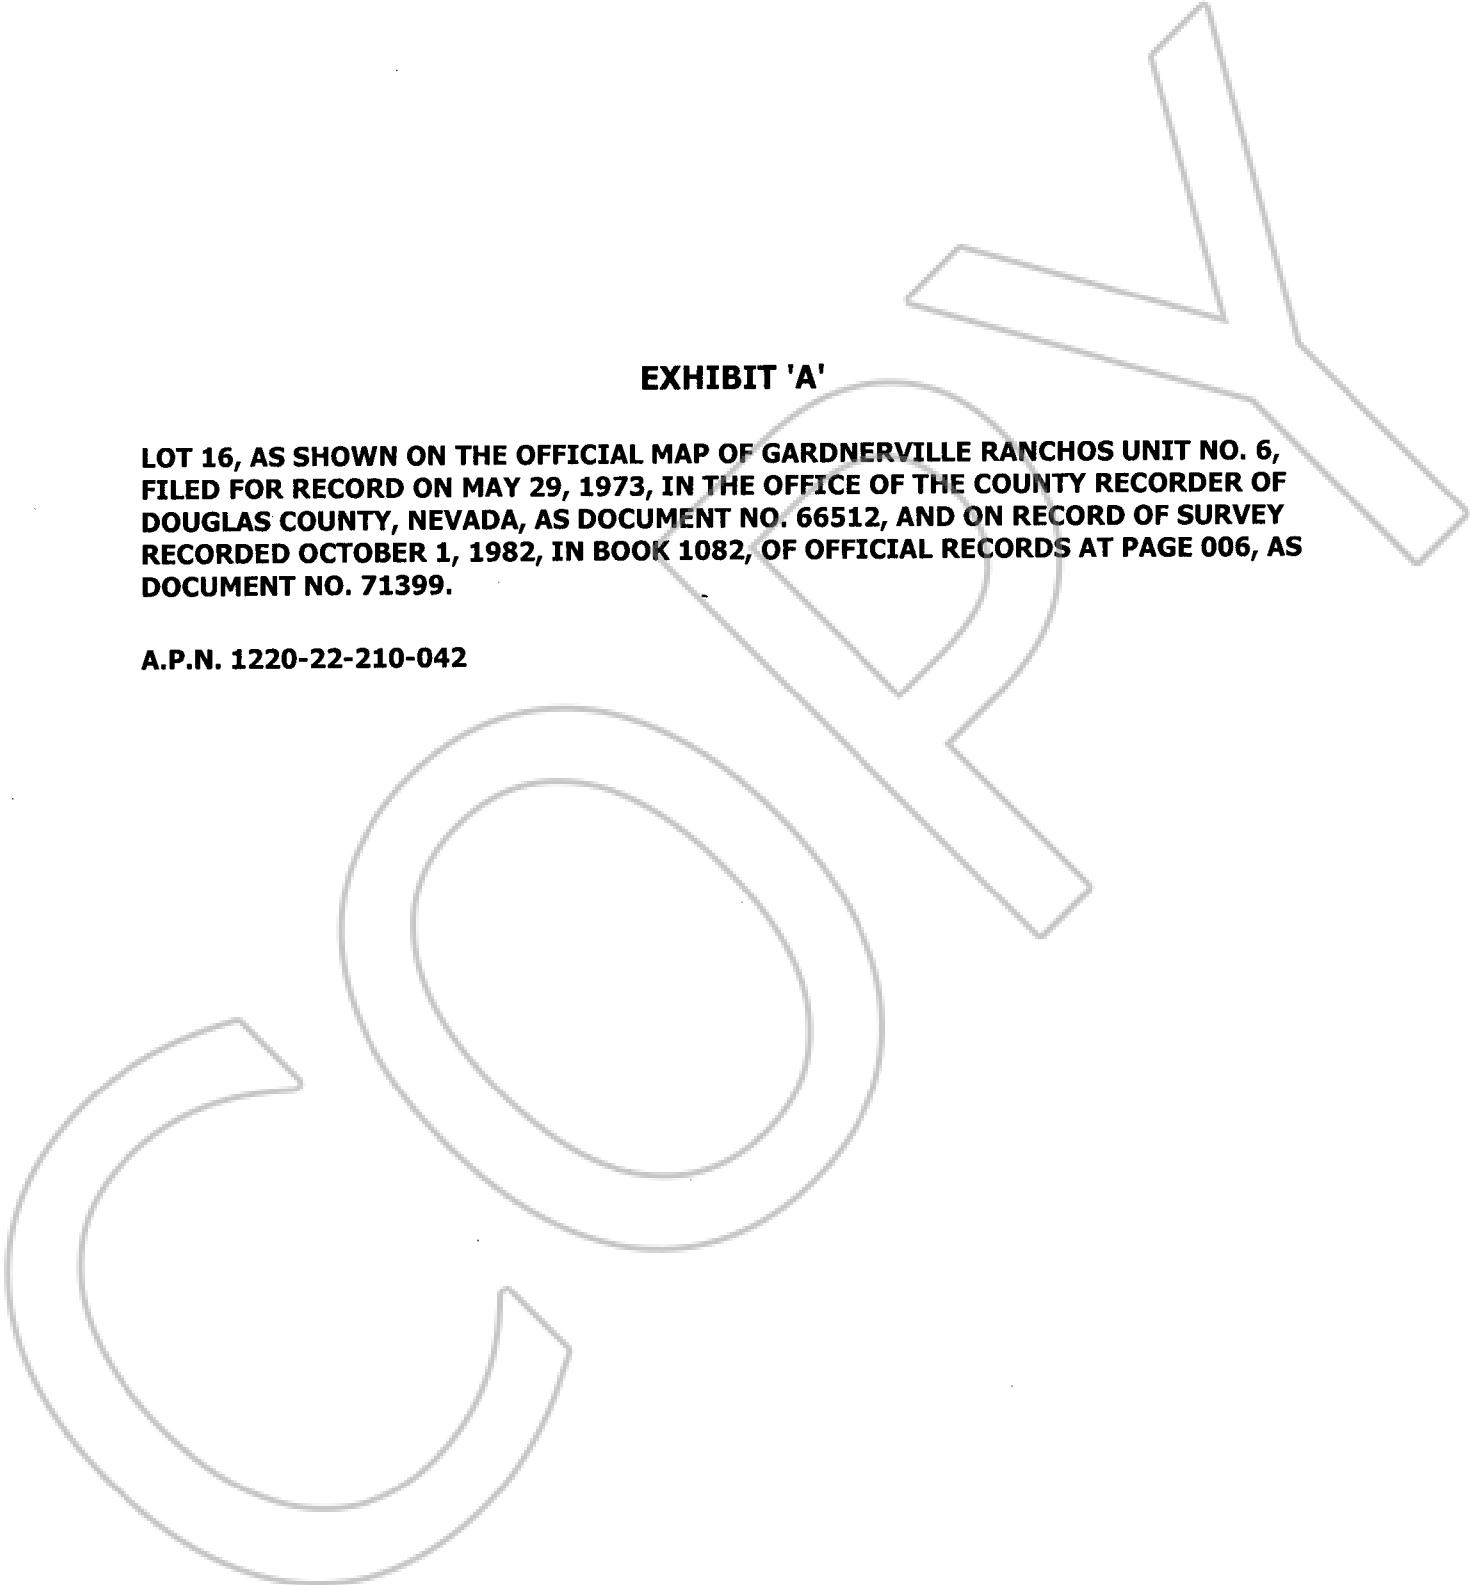 EXHIBIT 'A'
LOT 16, AS SHOWN ON THE OFFICIAL MAP OF GARDNERVILLE RANCHOS UNIT NO. 6,
FILED FOR RECORD ON MAY 29, 1973, IN THE OFFICE OF THE COUNTY RECORDER OF
DOUGLAS COUNTY, NEVADA, AS DOCUMENT NO. 66512, AND ON RECORD OF SURVEY
RECORDED OCTOBER 1, 1982, IN BOOK 1082, OF OFFICIAL RECORDS AT PAGE 006, AS
DOCUMENT NO. 71399.
A.P.N. 1220-22-210-042
COPY